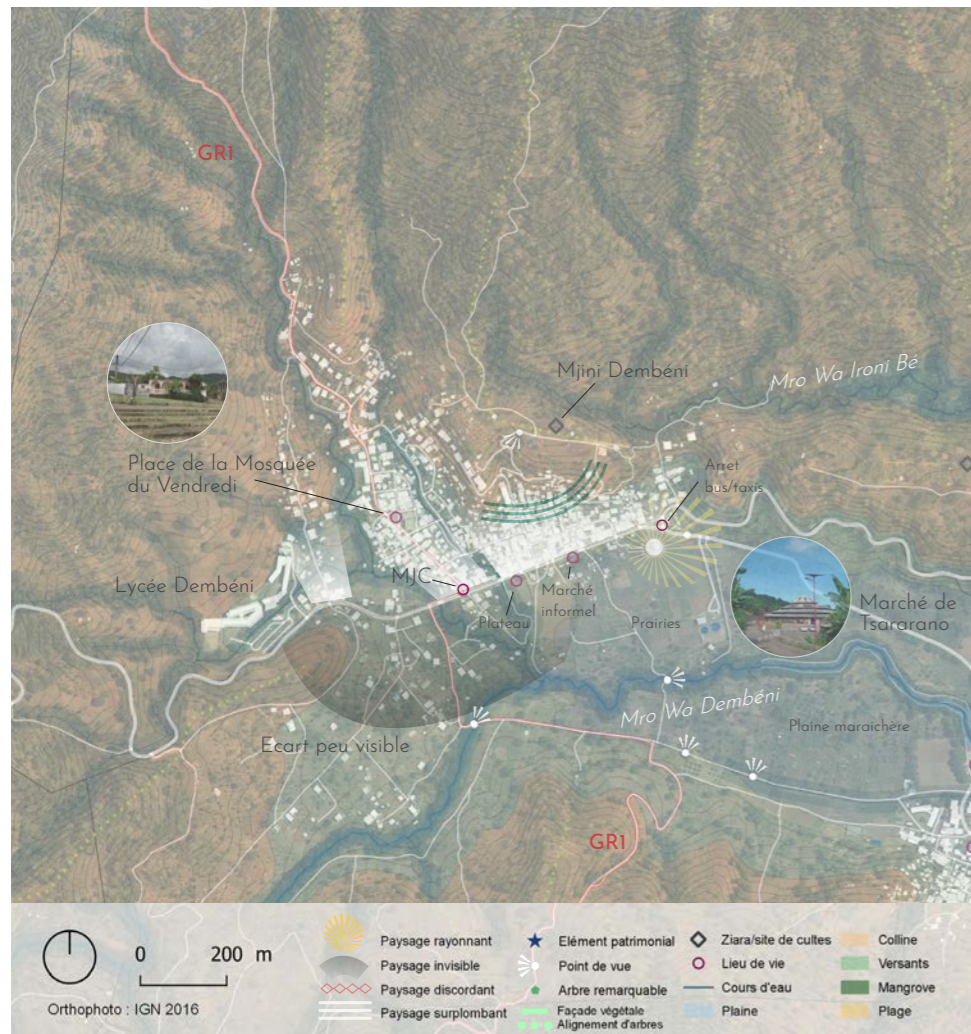 GR1
Mjini Dembéni
Mro Wa Ironi Bé
Place de la Mosquée
du Vendredi
Arret
bus/taxis
Lycée Dembéni
MJC
Marché
informel
Plateau
Prairies
Marché de
Tsararano
Mro Wa Dembéni
Plaine maraichère
Ecart peu visible
GR1
0 200 m
Orthophoto : IGN 2016
Paysage rayonnant
Paysage invisible
Paysage discordant
Paysage surplombant
Elément patrimonial
Point de vue
Arbre remarquable
Façade végétale
Alignement d'arbres
Ziara/site de cultes
Lieu de vie
Cours d'eau
Plaine
Colline
Versants
Mangrove
Plage